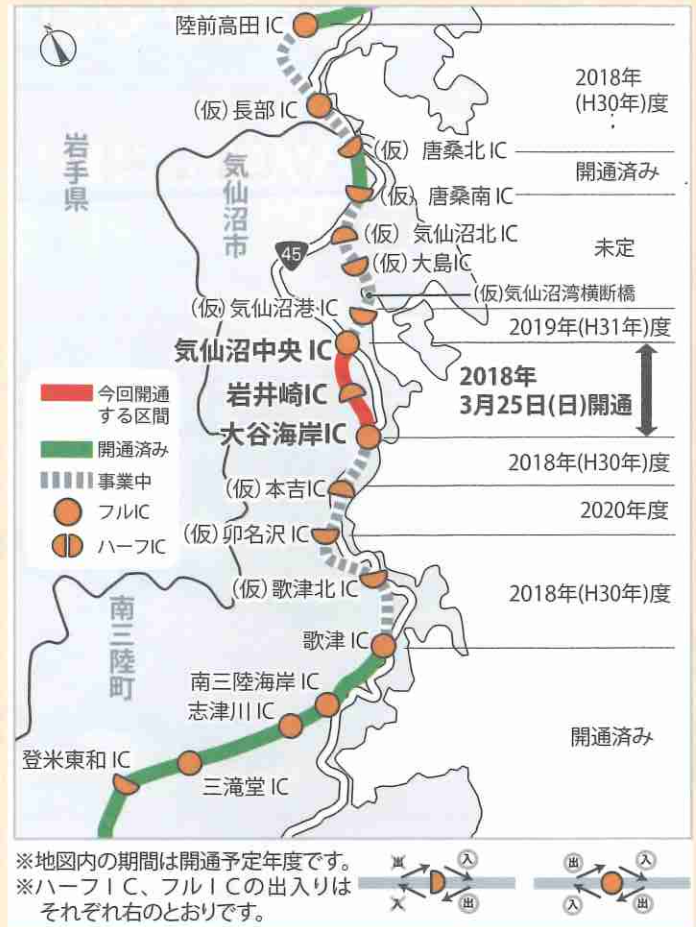 陸前高田 IC
(仮)長部 IC
2018年
(H30年)度
岩手県
気仙沼市
(仮) 唐桑北 IC
開通済み
(仮) 唐桑南 IC
(仮) 気仙沼北 IC
未定
45
(仮)大島IC
(仮)気仙沼湾横断橋
(仮)気仙沼港IC
2019年(H31年)度
気仙沼中央 IC
2018年
3月25日(日)開通
岩井崎IC
大谷海岸IC
今回開通
する区間
開通済み
事業中
フルIC
ハーフIC
2018年(H30年)度
(仮)本吉IC
2020年度
(仮)卯名沢 IC
(仮)歌津北 IC
2018年(H30年)度
南三陸町
歌津 IC
南三陸海岸 IC
志津川 IC
開通済み
登米東和 IC
三滝堂 IC
※地図内の期間は開通予定年度です。
※ハーフIC、フルICの出入りは
それぞれ右のとおりです。
出 入
入 出
出 入
入 出